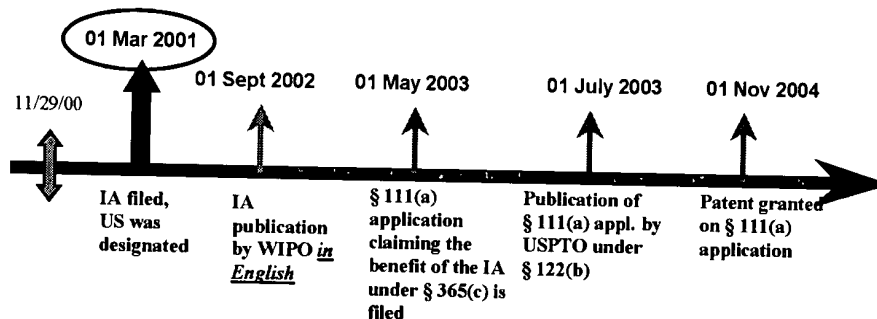 01 Mar 2001
11/29/00
01 Sept 2002
01 May 2003
01 July 2003
01 Nov 2004
IA filed,
US was
designated
IA
publication
by WIPO in
English
§ 111(a)
application
claiming the
benefit of the IA
under § 365(c) is
filed
Publication of
§ 111(a) appl. by
USPTO under
§ 122(b)
Patent granted
on § 111(a)
application